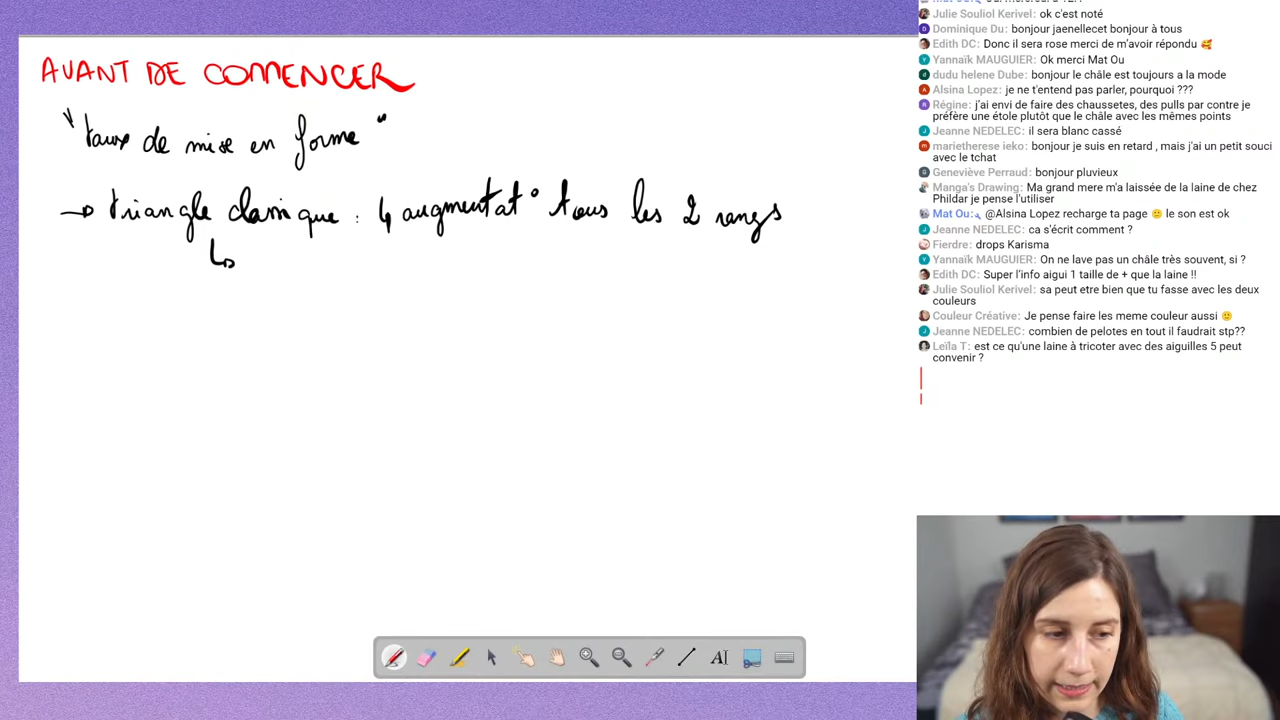 AVANT DE COMENCER
"taux de mise en forme"
→ triangle classique : 4 augmentat° tous les 2 rangs
Julie Souliol Kerivel: ok c'est noté
Dominique Du: bonjour jaenellecet bonjour à tous
Edith DC: Donc il sera rose merci de m'avoir répondu 🥰
Yannaïk MAUGUIER: Ok merci Mat Ou
dudu helene Dube: bonjour le châle est toujours a la mode
Alsina Lopez: je ne t'entend pas parler, pourquoi ???
Régine: j'ai envi de faire des chaussetes, des pulls par contre je
préfère une étole plutôt que le châle avec les mêmes points
Jeanne NEDELEC: il sera blanc cassé
marietherese ieko: bonjour je suis en retard , mais j'ai un petit souci
avec le tchat
Geneviève Perraud: bonjour pluvieux
Manga's Drawing: Ma grand mere m'a laissée de la laine de chez
Phildar je pense l'utiliser
Mat Ou: @Alsina Lopez recharge ta page 🙂 le son est ok
Jeanne NEDELEC: ca s'écrit comment ?
Fierdre: drops Karisma
Yannaïk MAUGUIER: On ne lave pas un châle très souvent, si ?
Edith DC: Super l'info aigui 1 taille de + que la laine !!
Julie Souliol Kerivel: sa peut etre bien que tu fasse avec les deux
couleurs
Couleur Créative: Je pense faire les meme couleur aussi 🙂
Jeanne NEDELEC: combien de pelotes en tout il faudrait stp??
Leïla T: est ce qu'une laine à tricoter avec des aiguilles 5 peut
convenir ?
AI